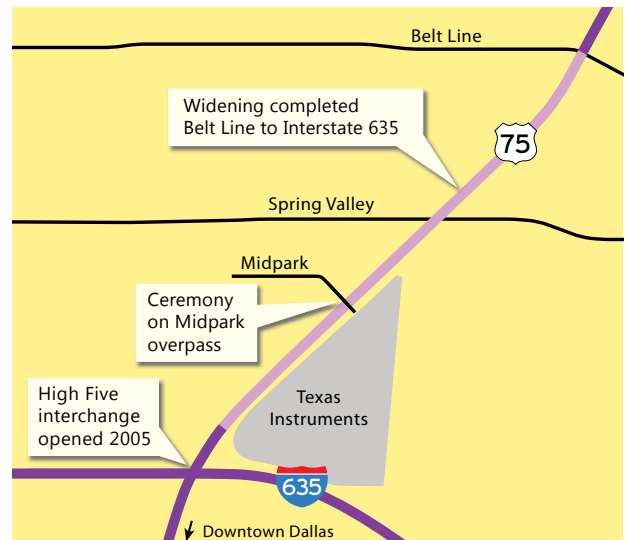 Belt Line
Widening completed
Belt Line to Interstate 635
75
Spring Valley
Midpark
Ceremony
on Midpark
overpass
High Five
interchange
opened 2005
Texas
Instruments
635
Downtown Dallas